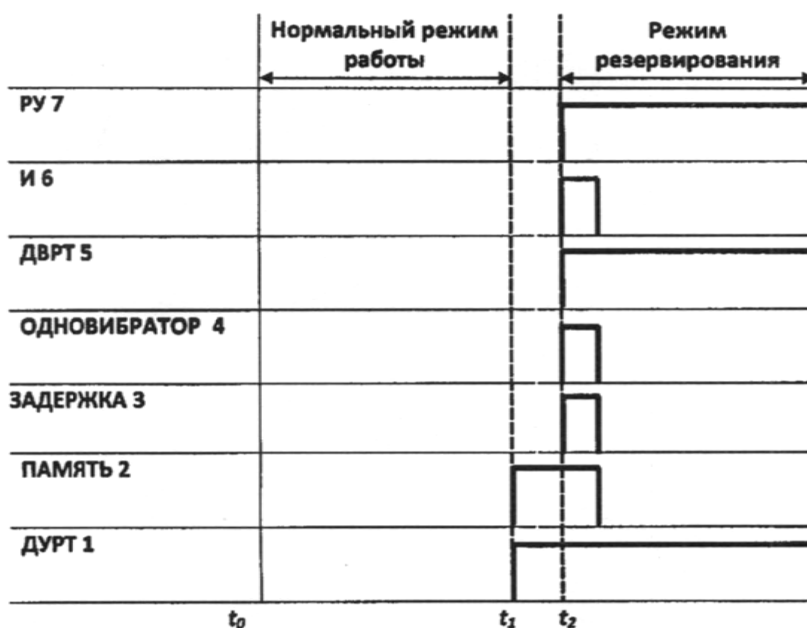 Нормальный режим
работы
Режим
резервирования
РУ 7
И 6
ДВРТ 5
ОДНОВИБРАТОР 4
ЗАДЕРЖКА 3
ПАМЯТЬ 2
ДУРТ 1
t₀ t₁ t₂